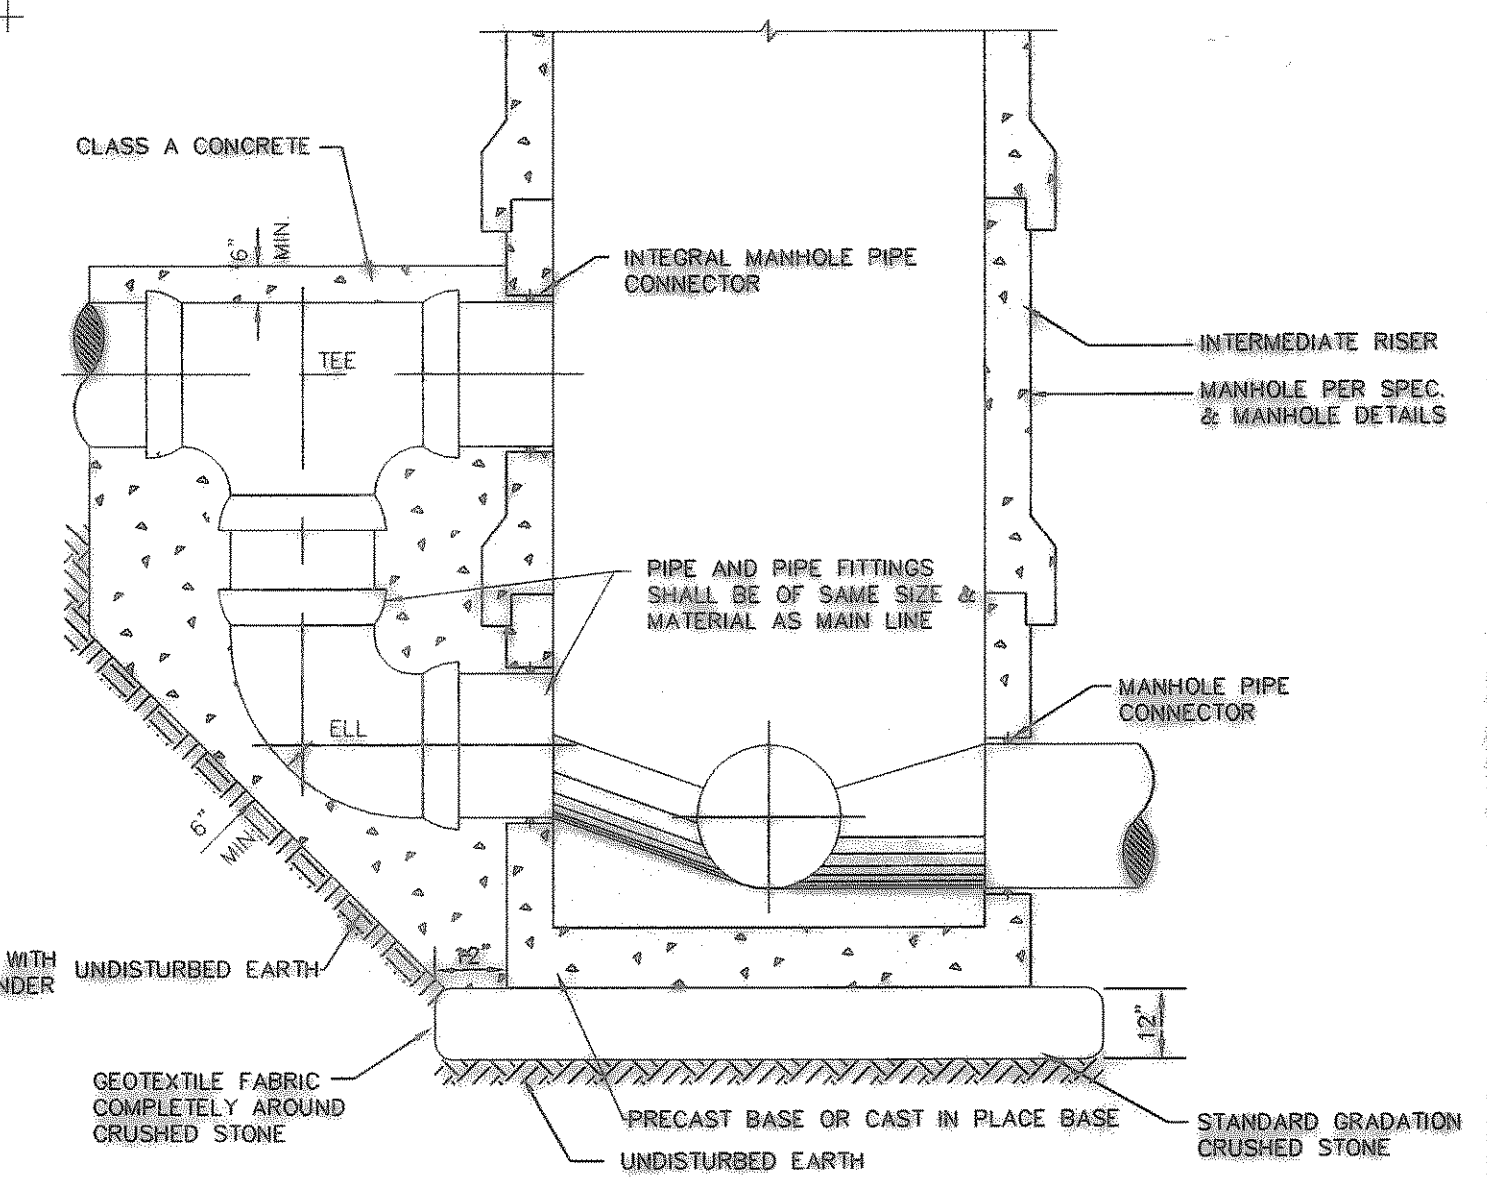 CLASS A CONCRETE
6"
MIN.
INTEGRAL MANHOLE PIPE
CONNECTOR
TEE
INTERMEDIATE RISER
MANHOLE PER SPEC.
& MANHOLE DETAILS
PIPE AND PIPE FITTINGS
SHALL BE OF SAME SIZE &
MATERIAL AS MAIN LINE
MANHOLE PIPE
CONNECTOR
ELL
6"
MIN.
WITH
UNDISTURBED EARTH
12"
12"
GEOTEXTILE FABRIC
COMPLETELY AROUND
CRUSHED STONE
PRECAST BASE OR CAST IN PLACE BASE
UNDISTURBED EARTH
STANDARD GRADATION
CRUSHED STONE